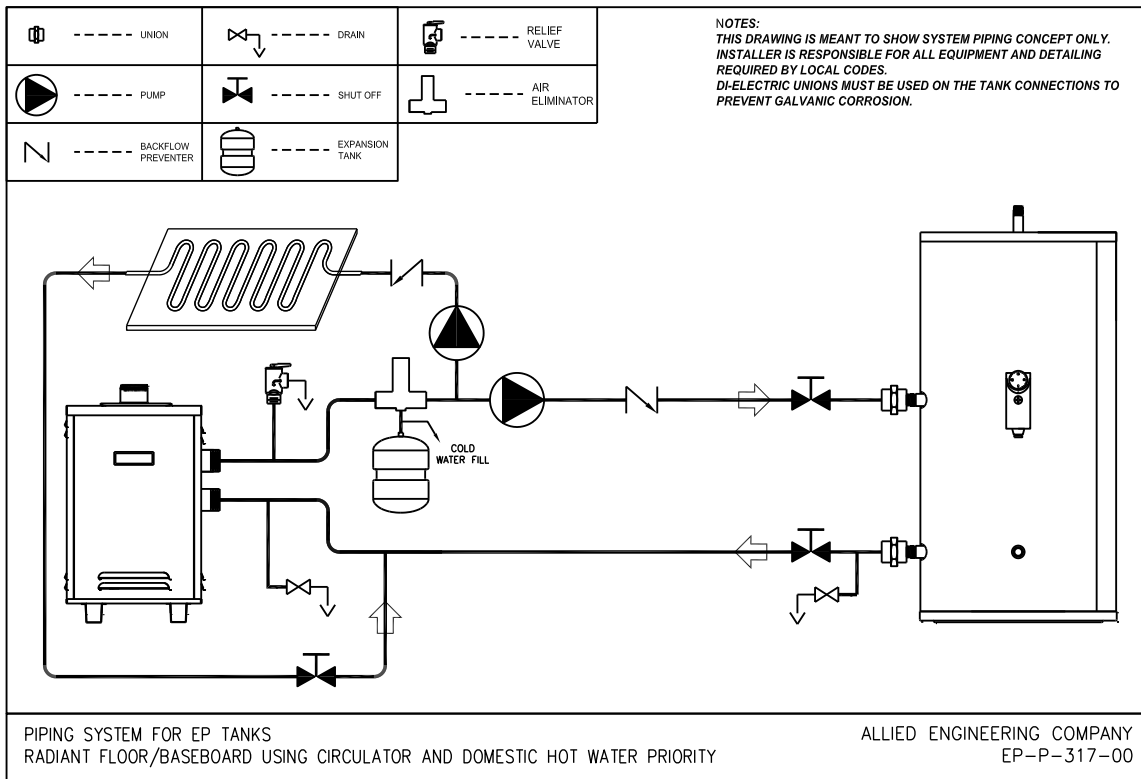 UNION
DRAIN
RELIEF
VALVE
PUMP
SHUT OFF
AIR
ELIMINATOR
BACKFLOW
PREVENTER
EXPANSION
TANK
NOTES:
THIS DRAWING IS MEANT TO SHOW SYSTEM PIPING CONCEPT ONLY.
INSTALLER IS RESPONSIBLE FOR ALL EQUIPMENT AND DETAILING
REQUIRED BY LOCAL CODES.
DI-ELECTRIC UNIONS MUST BE USED ON THE TANK CONNECTIONS TO
PREVENT GALVANIC CORROSION.
COLD
WATER FILL
PIPING SYSTEM FOR EP TANKS
RADIANT FLOOR/BASEBOARD USING CIRCULATOR AND DOMESTIC HOT WATER PRIORITY
ALLIED ENGINEERING COMPANY
EP-P-317-00